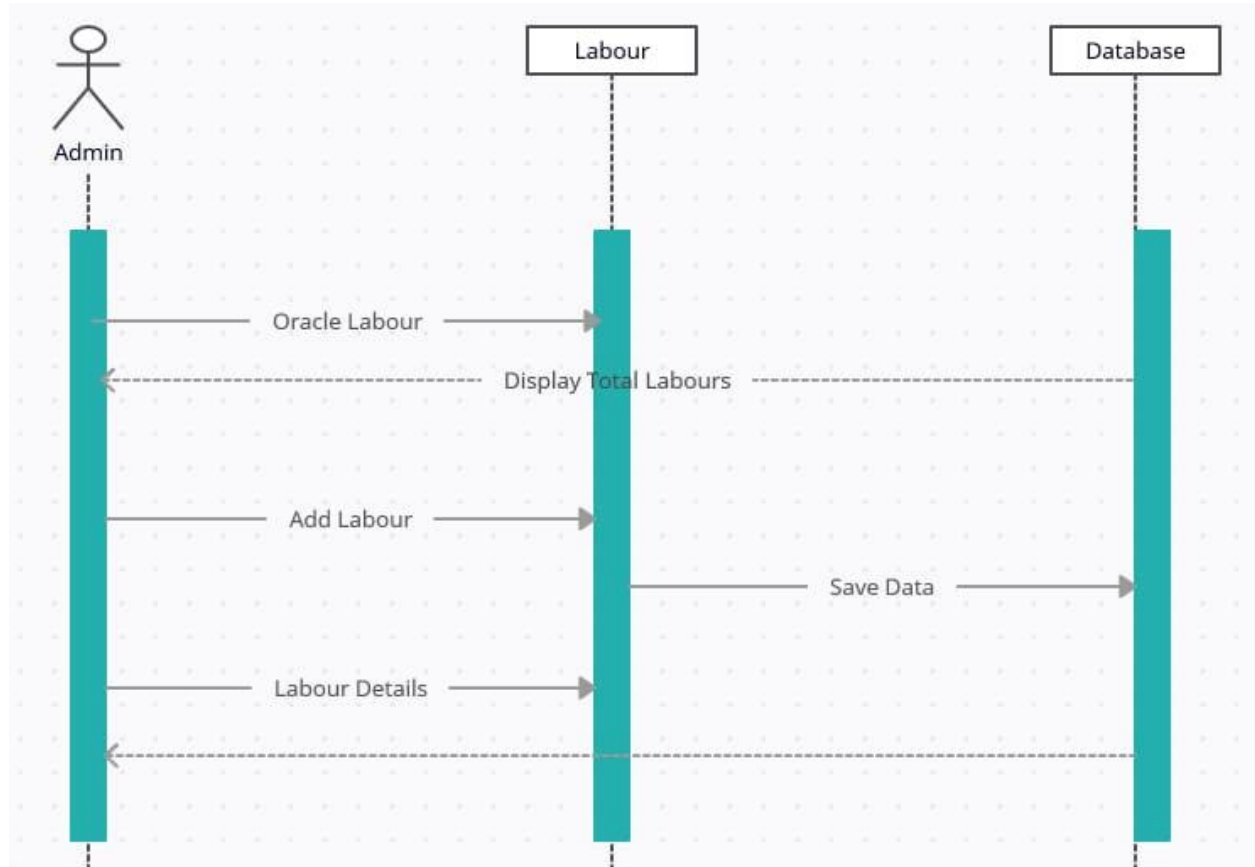 Labour
Database
Admin
Oracle Labour
Display Total Labours
Add Labour
Save Data
Labour Details